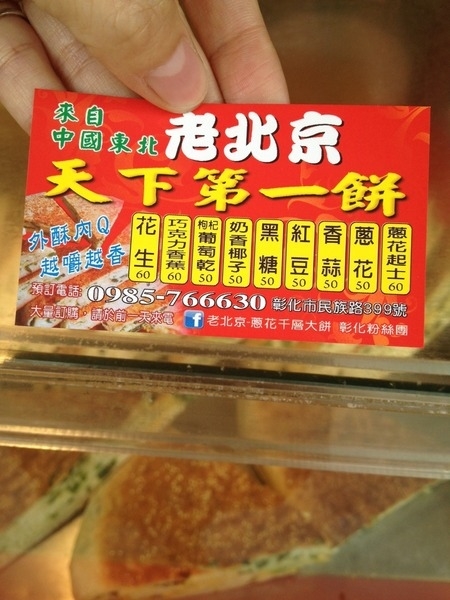 來自
中國東北 老北京
天下第一餅
外酥內Q
越嚼越香
花生 60
巧克力香蕉 60
枸杞葡萄乾 50
奶香椰子 50
黑糖 50
紅豆 50
香蒜 50
蔥花 50
蔥花起士 60
預訂電話: 0985-766630 彰化市民族路399號
大量訂購，請於前一天來電 f 老北京-蔥花千層大餅 彰化粉絲團